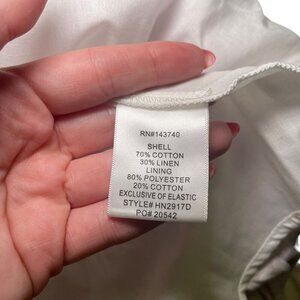 RN#143740
SHELL
70% COTTON
30% LINEN
LINING
80% POLYESTER
20% COTTON
EXCLUSIVE OF ELASTIC
STYLE# HN2917D
PO# 20542